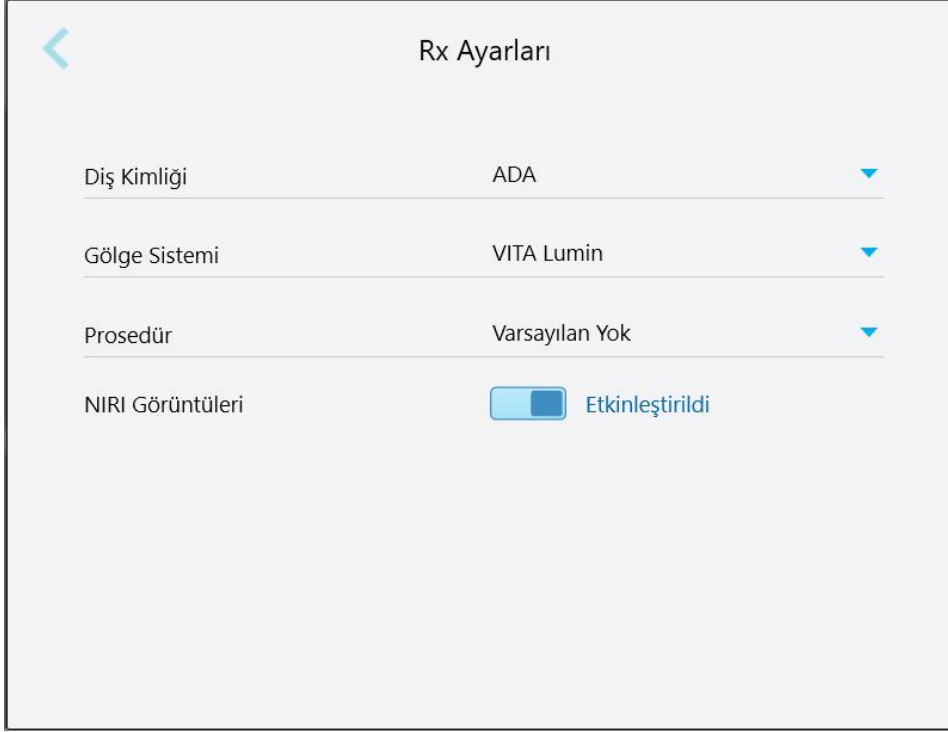 Rx Ayarları
Diş Kimliği ADA
Gölge Sistemi VITA Lumin
Prosedür Varsayılan Yok
NIRI Görüntüleri Etkinleştirildi